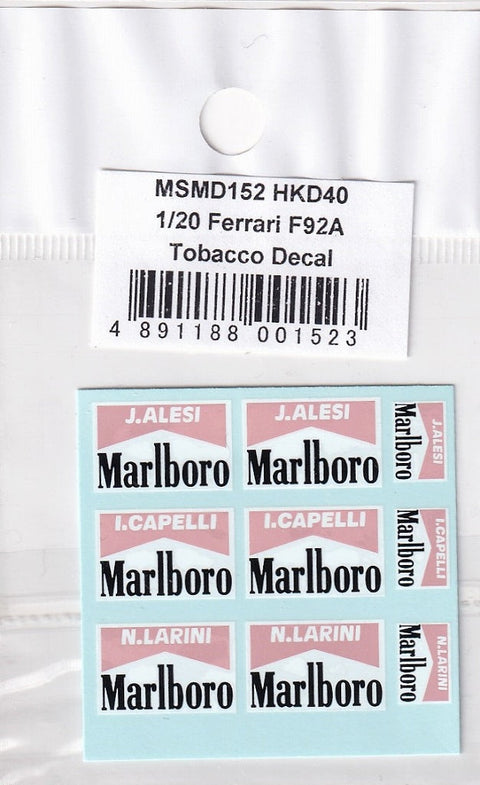 MSMD152 HKD40
1/20 Ferrari F92A
Tobacco Decal
4 891188 001523
J.ALESI J.ALESI J.ALESI
Marlboro Marlboro Marlboro
I.CAPELLI I.CAPELLI I.CAPELLI
Marlboro Marlboro Marlboro
N.LARINI N.LARINI N.LARINI
Marlboro Marlboro Marlboro